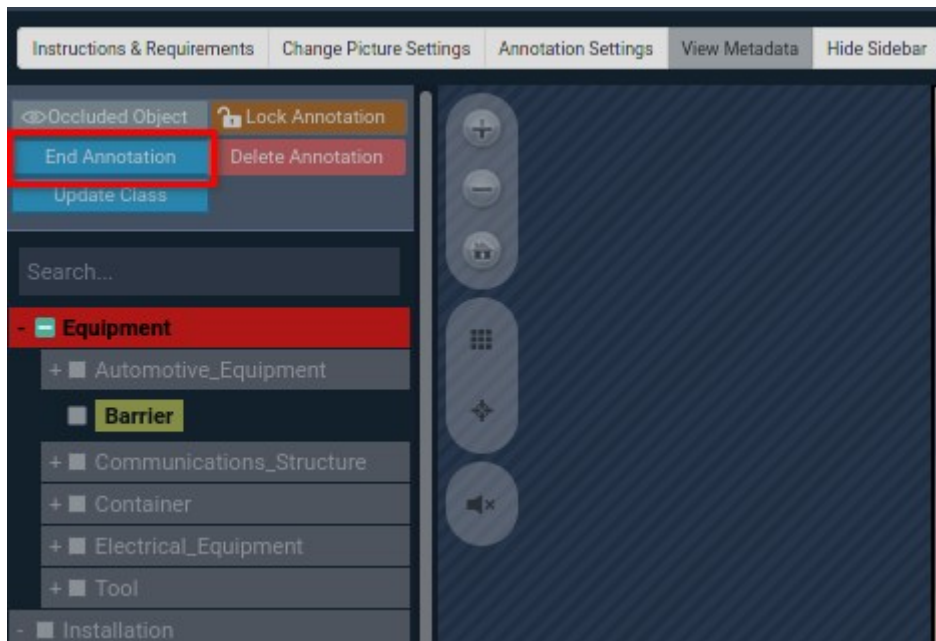 Instructions & Requirements Change Picture Settings Annotation Settings View Metadata Hide Sidebar
Occluded Object Lock Annotation
End Annotation Delete Annotation
Update Class
Search...
- Equipment
+ Automotive_Equipment
Barrier
+ Communications_Structure
+ Container
+ Electrical_Equipment
+ Tool
- Installation